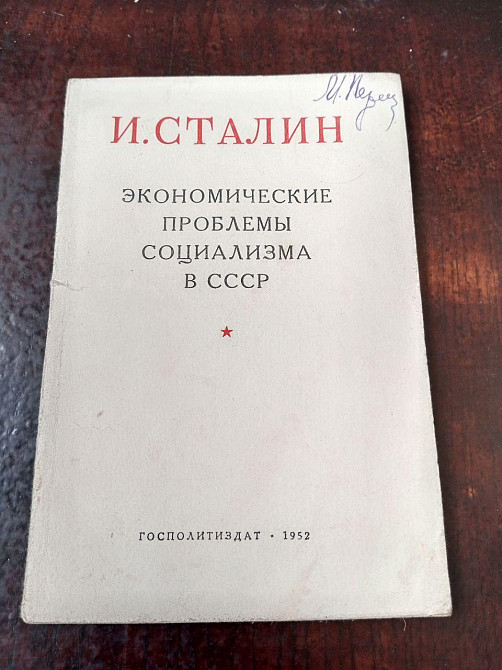 И. СТАЛИН
ЭКОНОМИЧЕСКИЕ
ПРОБЛЕМЫ
СОЦИАЛИЗМА
В СССР
ГОСПОЛИТИЗДАТ · 1952